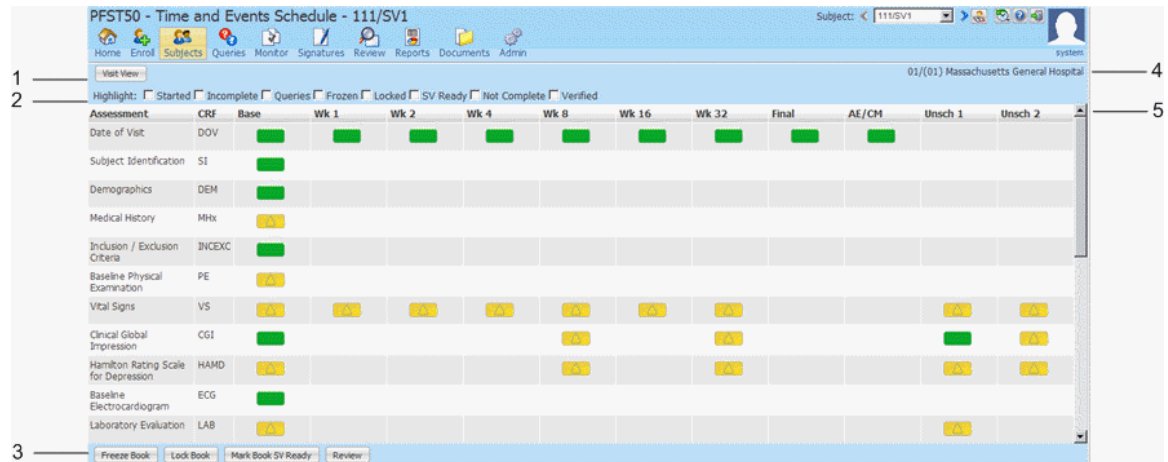 PFST50 - Time and Events Schedule - 111/SV1
Subject: 111/SV1
Home Enroll Subjects Queries Monitor Signatures Review Reports Documents Admin
system
1
Visit View
01/(01) Massachusetts General Hospital
4
2
Highlight: Started Incomplete Queries Frozen Locked SV Ready Not Complete Verified
Assessment CRF Base Wk 1 Wk 2 Wk 4 Wk 8 Wk 16 Wk 32 Final AE/CM Unsch 1 Unsch 2
5
Date of Visit DOV
Subject Identification SI
Demographics DEM
Medical History MHx
Inclusion / Exclusion INCEXC
Criteria
Baseline Physical PE
Examination
Vital Signs VS
Clinical Global CGI
Impression
Hamilton Rating Scale HAMD
for Depression
Baseline ECG
Electrocardiogram
Laboratory Evaluation LAB
3
Freeze Book Lock Book Mark Book SV Ready Review